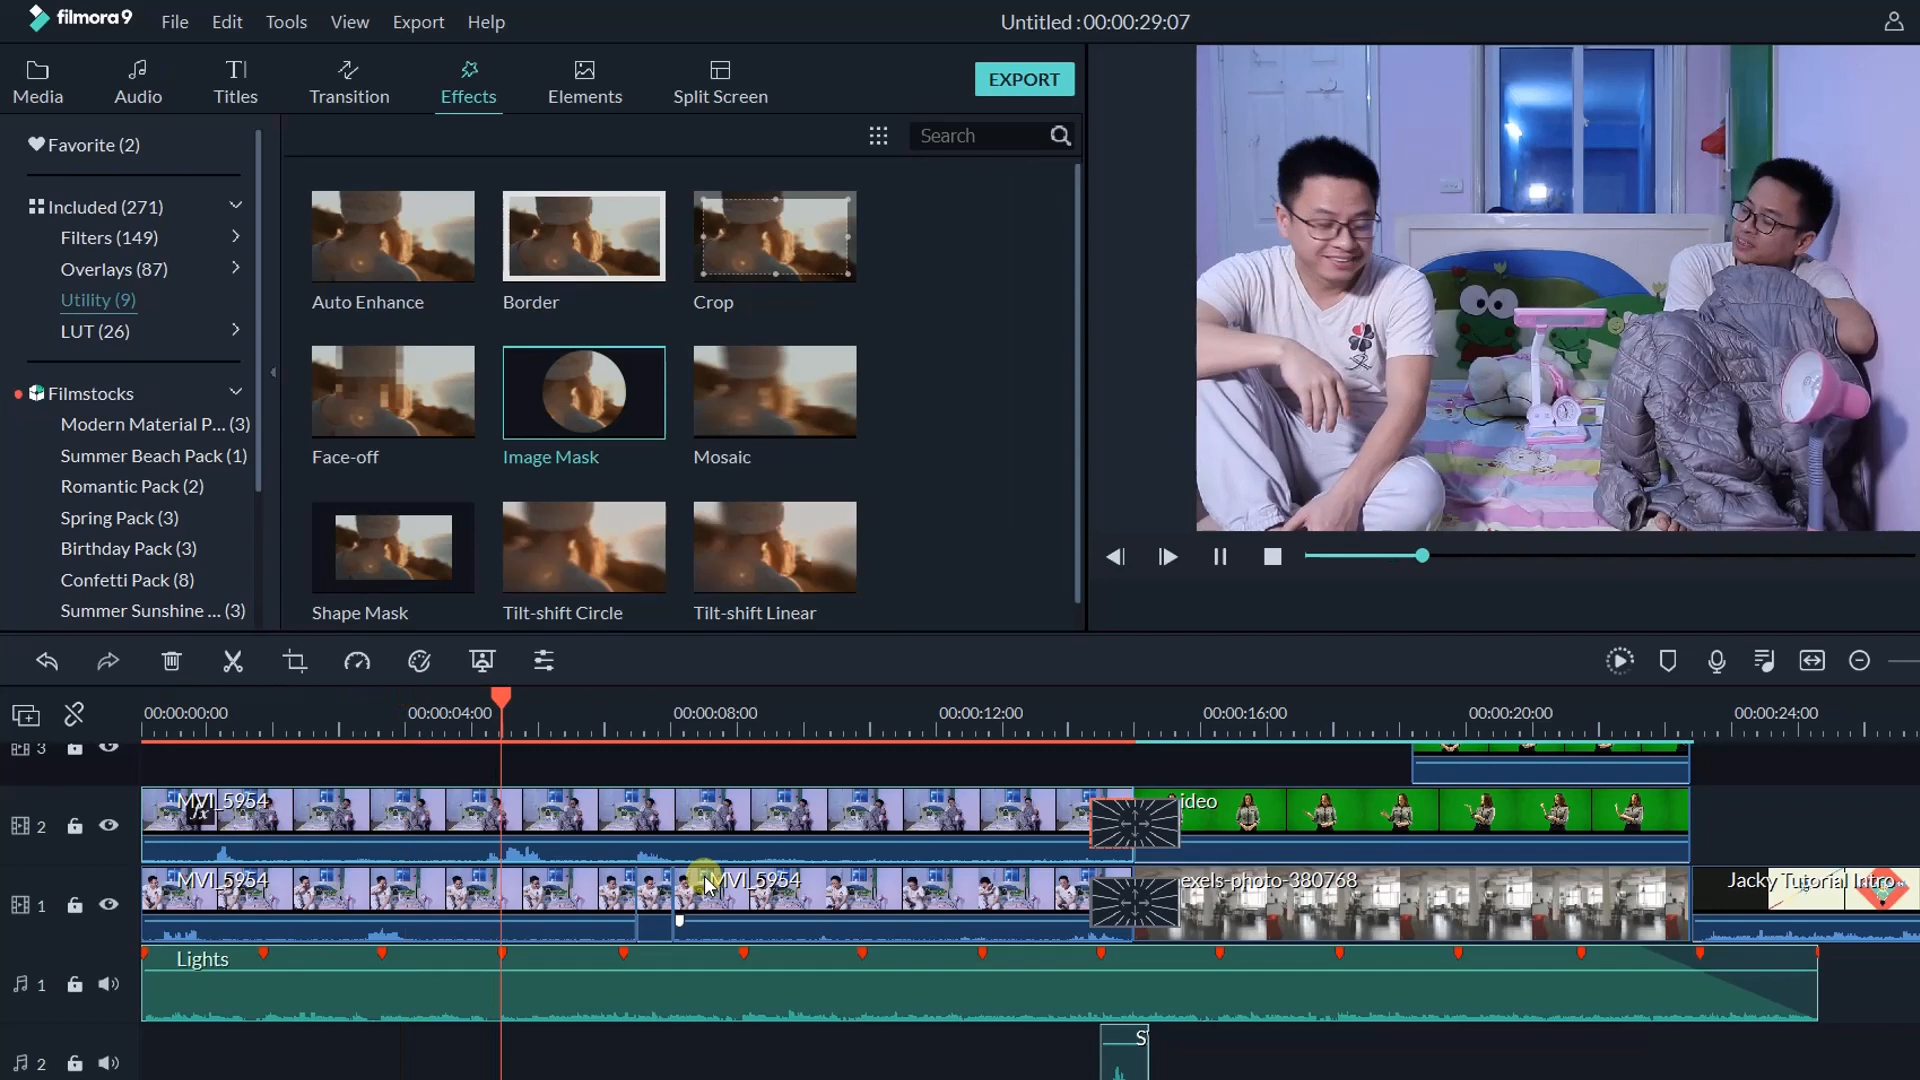 filmora9 File Edit Tools View Export Help Untitled : 00:00:29:07
Media Audio Titles Transition Effects Elements Split Screen EXPORT
Favorite (2)
Search
Included (271)
Filters (149)
Overlays (87)
Utility (9)
LUT (26)
Filmstocks
Modern Material P... (3)
Summer Beach Pack (1)
Romantic Pack (2)
Spring Pack (3)
Birthday Pack (3)
Confetti Pack (8)
Summer Sunshine ... (3)
Auto Enhance Border Crop
Face-off Image Mask Mosaic
Shape Mask Tilt-shift Circle Tilt-shift Linear
00:00:00:00 00:00:04:00 00:00:08:00 00:00:12:00 00:00:16:00 00:00:20:00 00:00:24:00
3
MVI_5954 ideo
fx
2
MVI_5954 MVI_5954 exels-photo-380768 Jacky Tutorial Intro
1
Lights
1
S
2